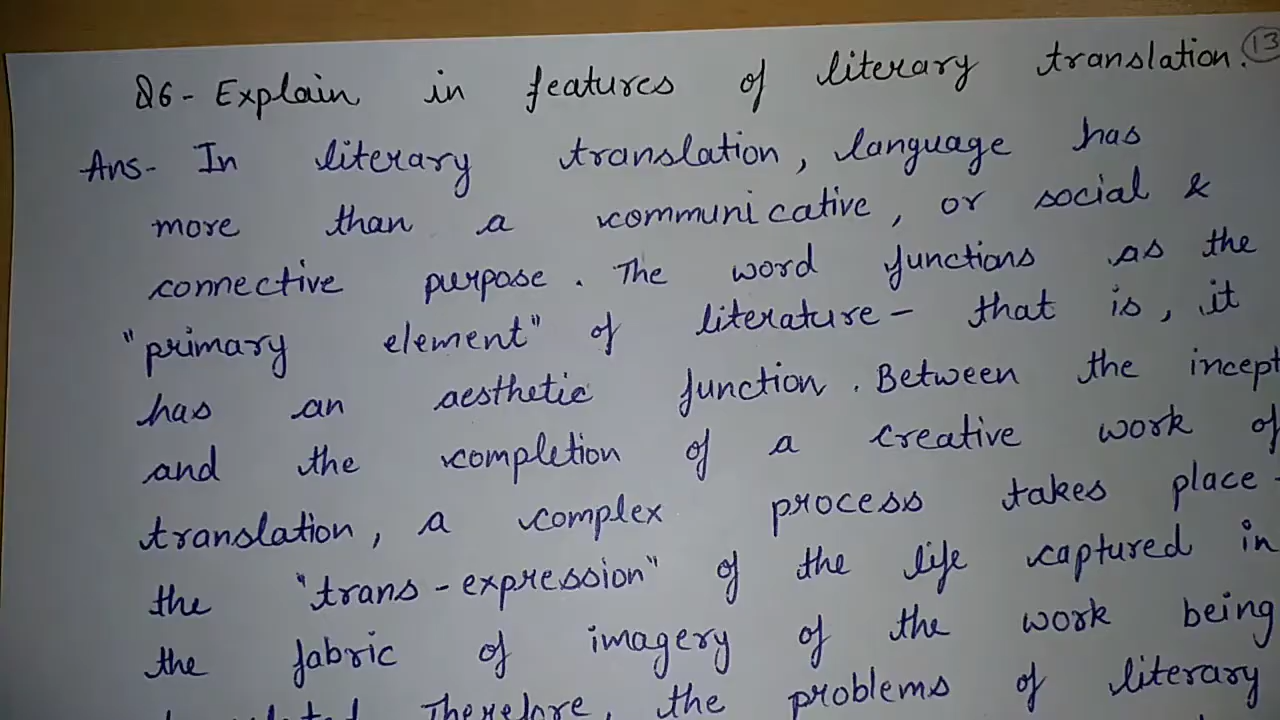 Q6 - Explain in features of literary translation. 13
Ans - In literary translation, language has
more than a communicative, or social &
connective purpose. The word functions as the
"primary element" of literature - that is, it
has an aesthetic function. Between the incept
and the completion of a creative work of
translation, a complex process takes place -
the "trans-expression" of the life captured in
the fabric of imagery of the work being
Therefore, the problems of literary